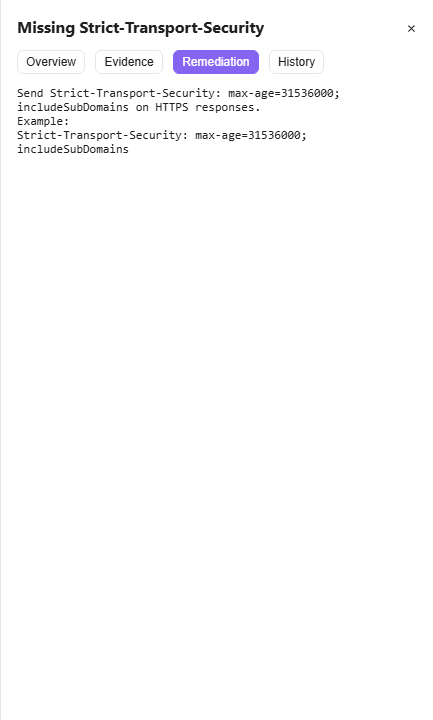 Missing Strict-Transport-Security ×
Overview Evidence Remediation History
Send Strict-Transport-Security: max-age=31536000;
includeSubDomains on HTTPS responses.
Example:
Strict-Transport-Security: max-age=31536000;
includeSubDomains